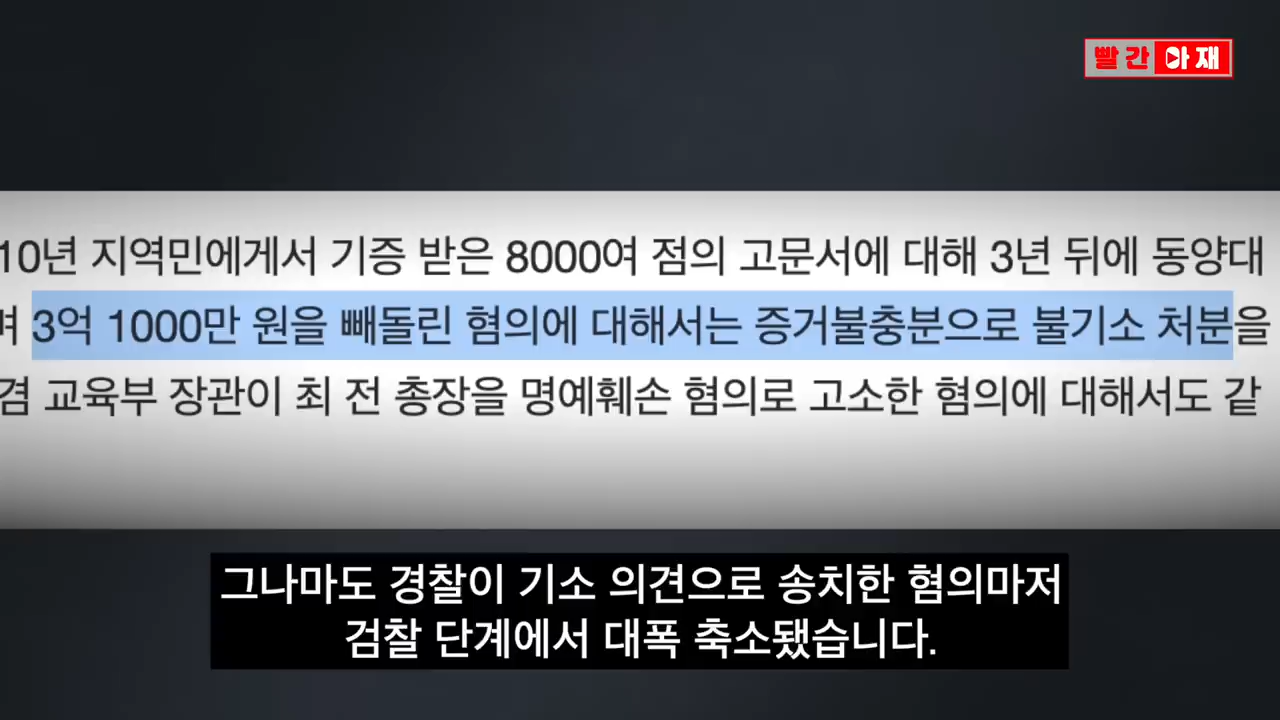 빨간아재
10년 지역민에게서 기증 받은 8000여 점의 고문서에 대해 3년 뒤에 동양대
며 3억 1000만 원을 빼돌린 혐의에 대해서는 증거불충분으로 불기소 처분을
겸 교육부 장관이 최 전 총장을 명예훼손 혐의로 고소한 혐의에 대해서도 같
그나마도 경찰이 기소 의견으로 송치한 혐의마저
검찰 단계에서 대폭 축소됐습니다.